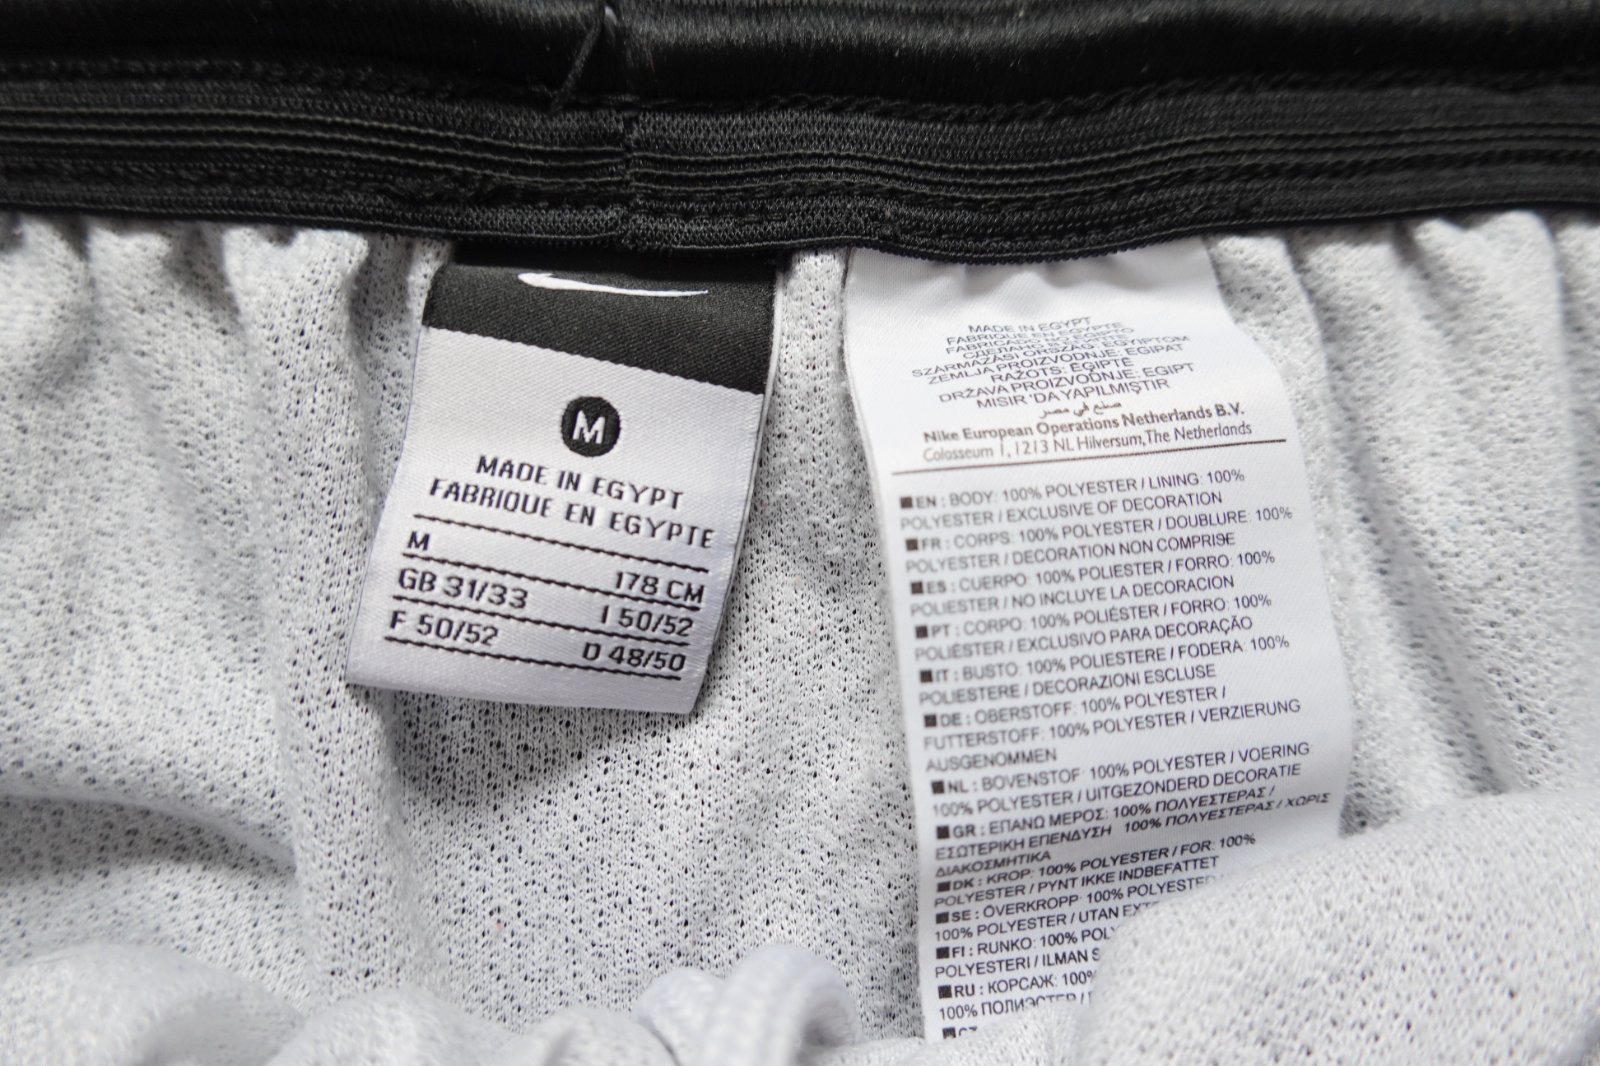 M
MADE IN EGYPT
FABRIQUE EN EGYPTE
M 178 CM
GB 31/33 I 50/52
F 50/52 D 48/50
MADE IN EGYPT
FABRIQUE EN EGYPTE
FABRICADO NO EGIPTO
СДЕЛАНО
SZÁRMAZÁSI ORSZÁG: EGYIPTOM
ZEMLJA PROIZVODNJE: EGIPAT
RAŽOTS: EĢIPTĒ
DRŽAVA PROIZVODNJE: EGIPT
MISIR 'DA YAPILMIŞTIR
صنع في مصر
Nike European Operations Netherlands B.V.
Colosseum 1, 1213 NL Hilversum, The Netherlands
EN : BODY: 100% POLYESTER / LINING: 100%
POLYESTER / EXCLUSIVE OF DECORATION
FR : CORPS: 100% POLYESTER / DOUBLURE: 100%
POLYESTER / DECORATION NON COMPRISE
ES : CUERPO: 100% POLIESTER / FORRO: 100%
POLIESTER / NO INCLUYE LA DECORACION
PT : CORPO: 100% POLIÉSTER / FORRO: 100%
POLIÉSTER / EXCLUSIVO PARA DECORAÇÃO
IT : BUSTO: 100% POLIESTERE / FODERA: 100%
POLIESTERE / DECORAZIONI ESCLUSE
DE : OBERSTOFF: 100% POLYESTER /
FUTTERSTOFF: 100% POLYESTER / VERZIERUNG
AUSGENOMMEN
NL : BOVENSTOF: 100% POLYESTER / VOERING:
100% POLYESTER / UITGEZONDERD DECORATIE
GR : ΕΠΑΝΩ ΜΕΡΟΣ: 100% ΠΟΛΥΕΣΤΕΡΑΣ /
ΕΣΩΤΕΡΙΚΗ ΕΠΕΝΔΥΣΗ 100% ΠΟΛΥΕΣΤΕΡΑΣ / ΧΩΡΙΣ
ΔΙΑΚΟΣΜΗΤΙΚΑ
DK : KROP: 100% POLYESTER / FOR: 100%
POLYESTER / PYNT IKKE INDBEFATTET
SE : ÖVERKROPP: 100% POLYESTER
100% POLYESTER / UTAN EXT
FI : RUNKO: 100% POLY
POLYESTERI / ILMAN S
RU : КОРСАЖ: 100%
100% ПОЛИЭСТЕР /
CZ